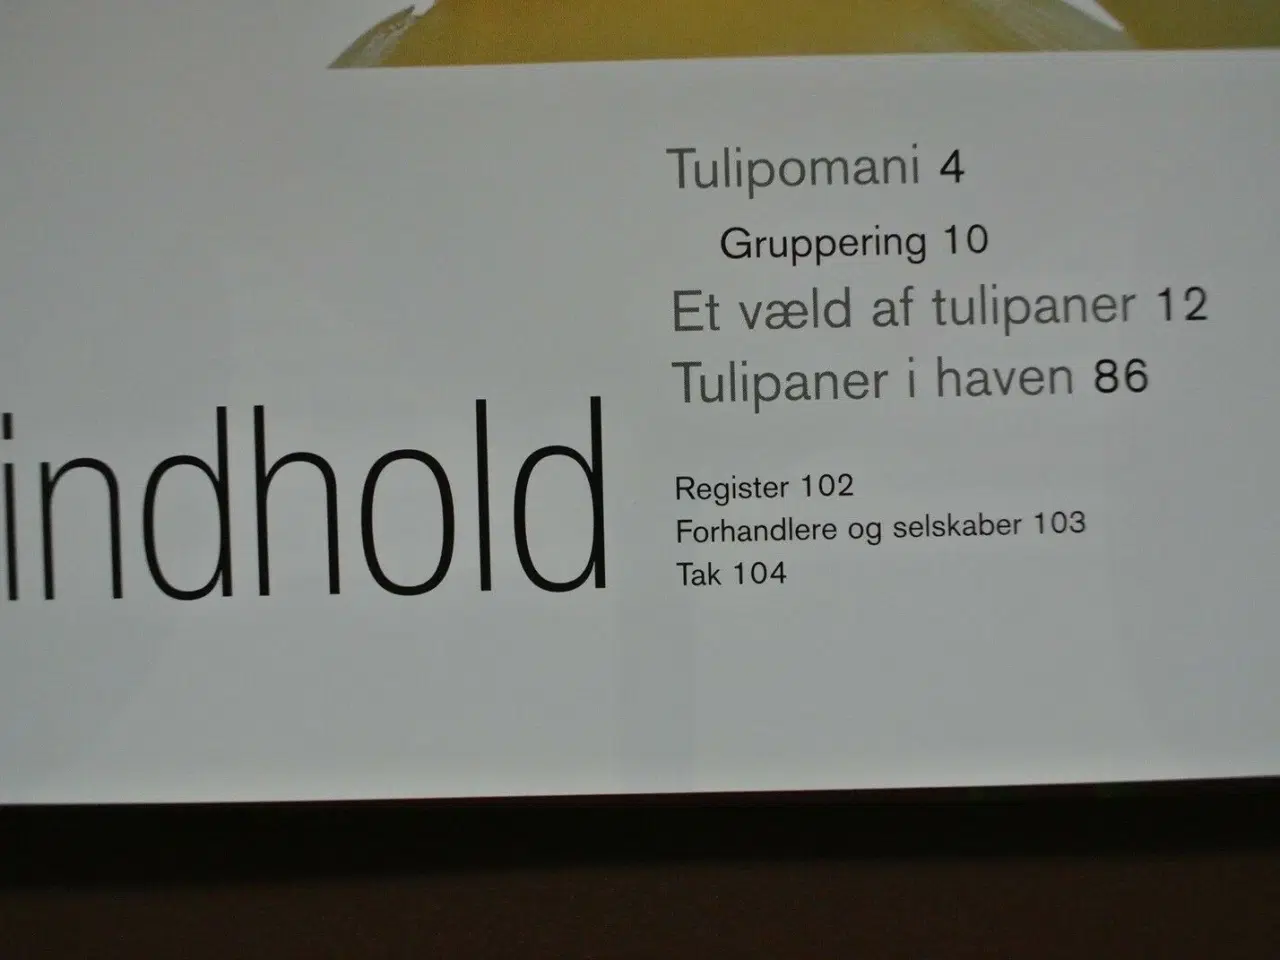 Tulipomani 4
Gruppering 10
Et væld af tulipaner 12
Tulipaner i haven 86
indhold
Register 102
Forhandlere og selskaber 103
Tak 104